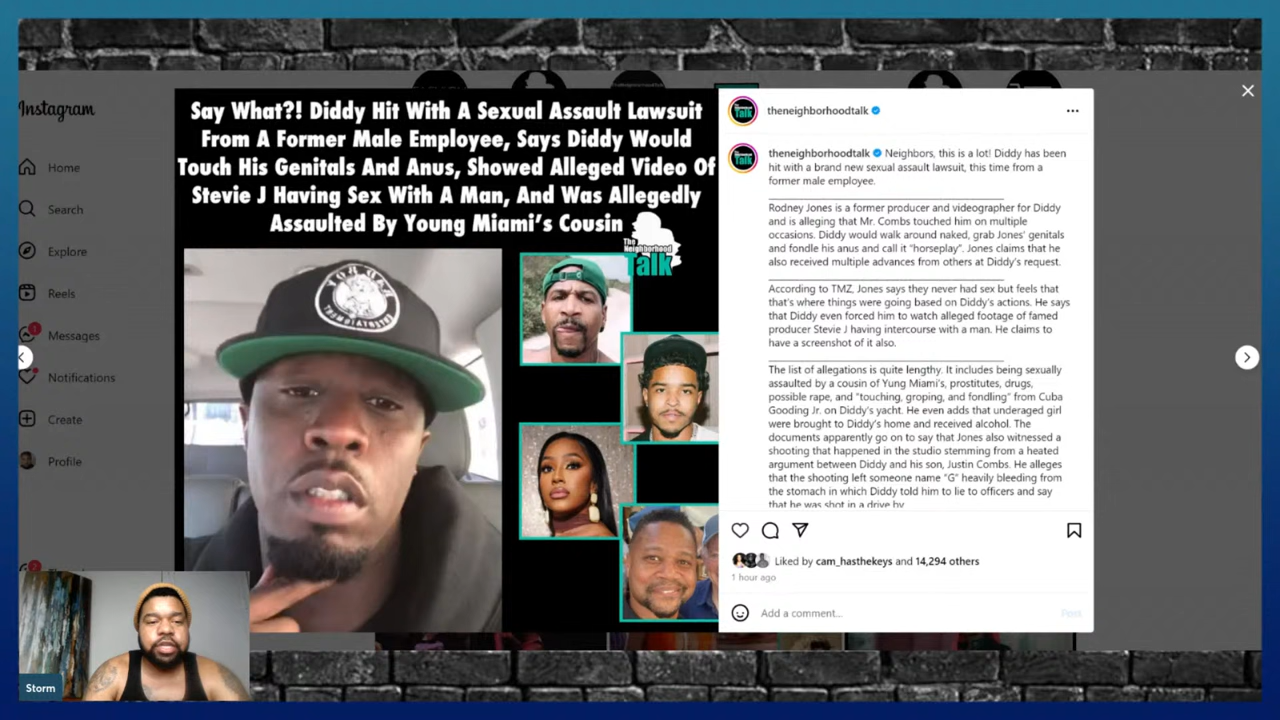 Instagram
Home
Search
Explore
Reels
1
Messages
Notifications
Create
Profile
Say What?! Diddy Hit With A Sexual Assault Lawsuit
From A Former Male Employee, Says Diddy Would
Touch His Genitals And Anus, Showed Alleged Video Of
Stevie J Having Sex With A Man, And Was Allegedly
Assaulted By Young Miami's Cousin
The
Neighborhood
Talk
theneighborhoodtalk
theneighborhoodtalk Neighbors, this is a lot! Diddy has been
hit with a brand new sexual assault lawsuit, this time from a
former male employee.
Rodney Jones is a former producer and videographer for Diddy
and is alleging that Mr. Combs touched him on multiple
occasions. Diddy would walk around naked, grab Jones' genitals
and fondle his anus and call it "horseplay". Jones claims that he
also received multiple advances from others at Diddy's request.
According to TMZ, Jones says they never had sex but feels that
that's where things were going based on Diddy's actions. He says
that Diddy even forced him to watch alleged footage of famed
producer Stevie J having intercourse with a man. He claims to
have a screenshot of it also.
The list of allegations is quite lengthy. It includes being sexually
assaulted by a cousin of Yung Miami's, prostitutes, drugs,
possible rape, and "touching, groping, and fondling" from Cuba
Gooding Jr. on Diddy's yacht. He even adds that underaged girl
were brought to Diddy's home and received alcohol. The
documents apparently go on to say that Jones also witnessed a
shooting that happened in the studio stemming from a heated
argument between Diddy and his son, Justin Combs. He alleges
that the shooting left someone name "G" heavily bleeding from
the stomach in which Diddy told him to lie to officers and say
that he was shot in a drive by
Liked by cam_hasthekeys and 14,294 others
1 hour ago
Add a comment...
Post
Storm